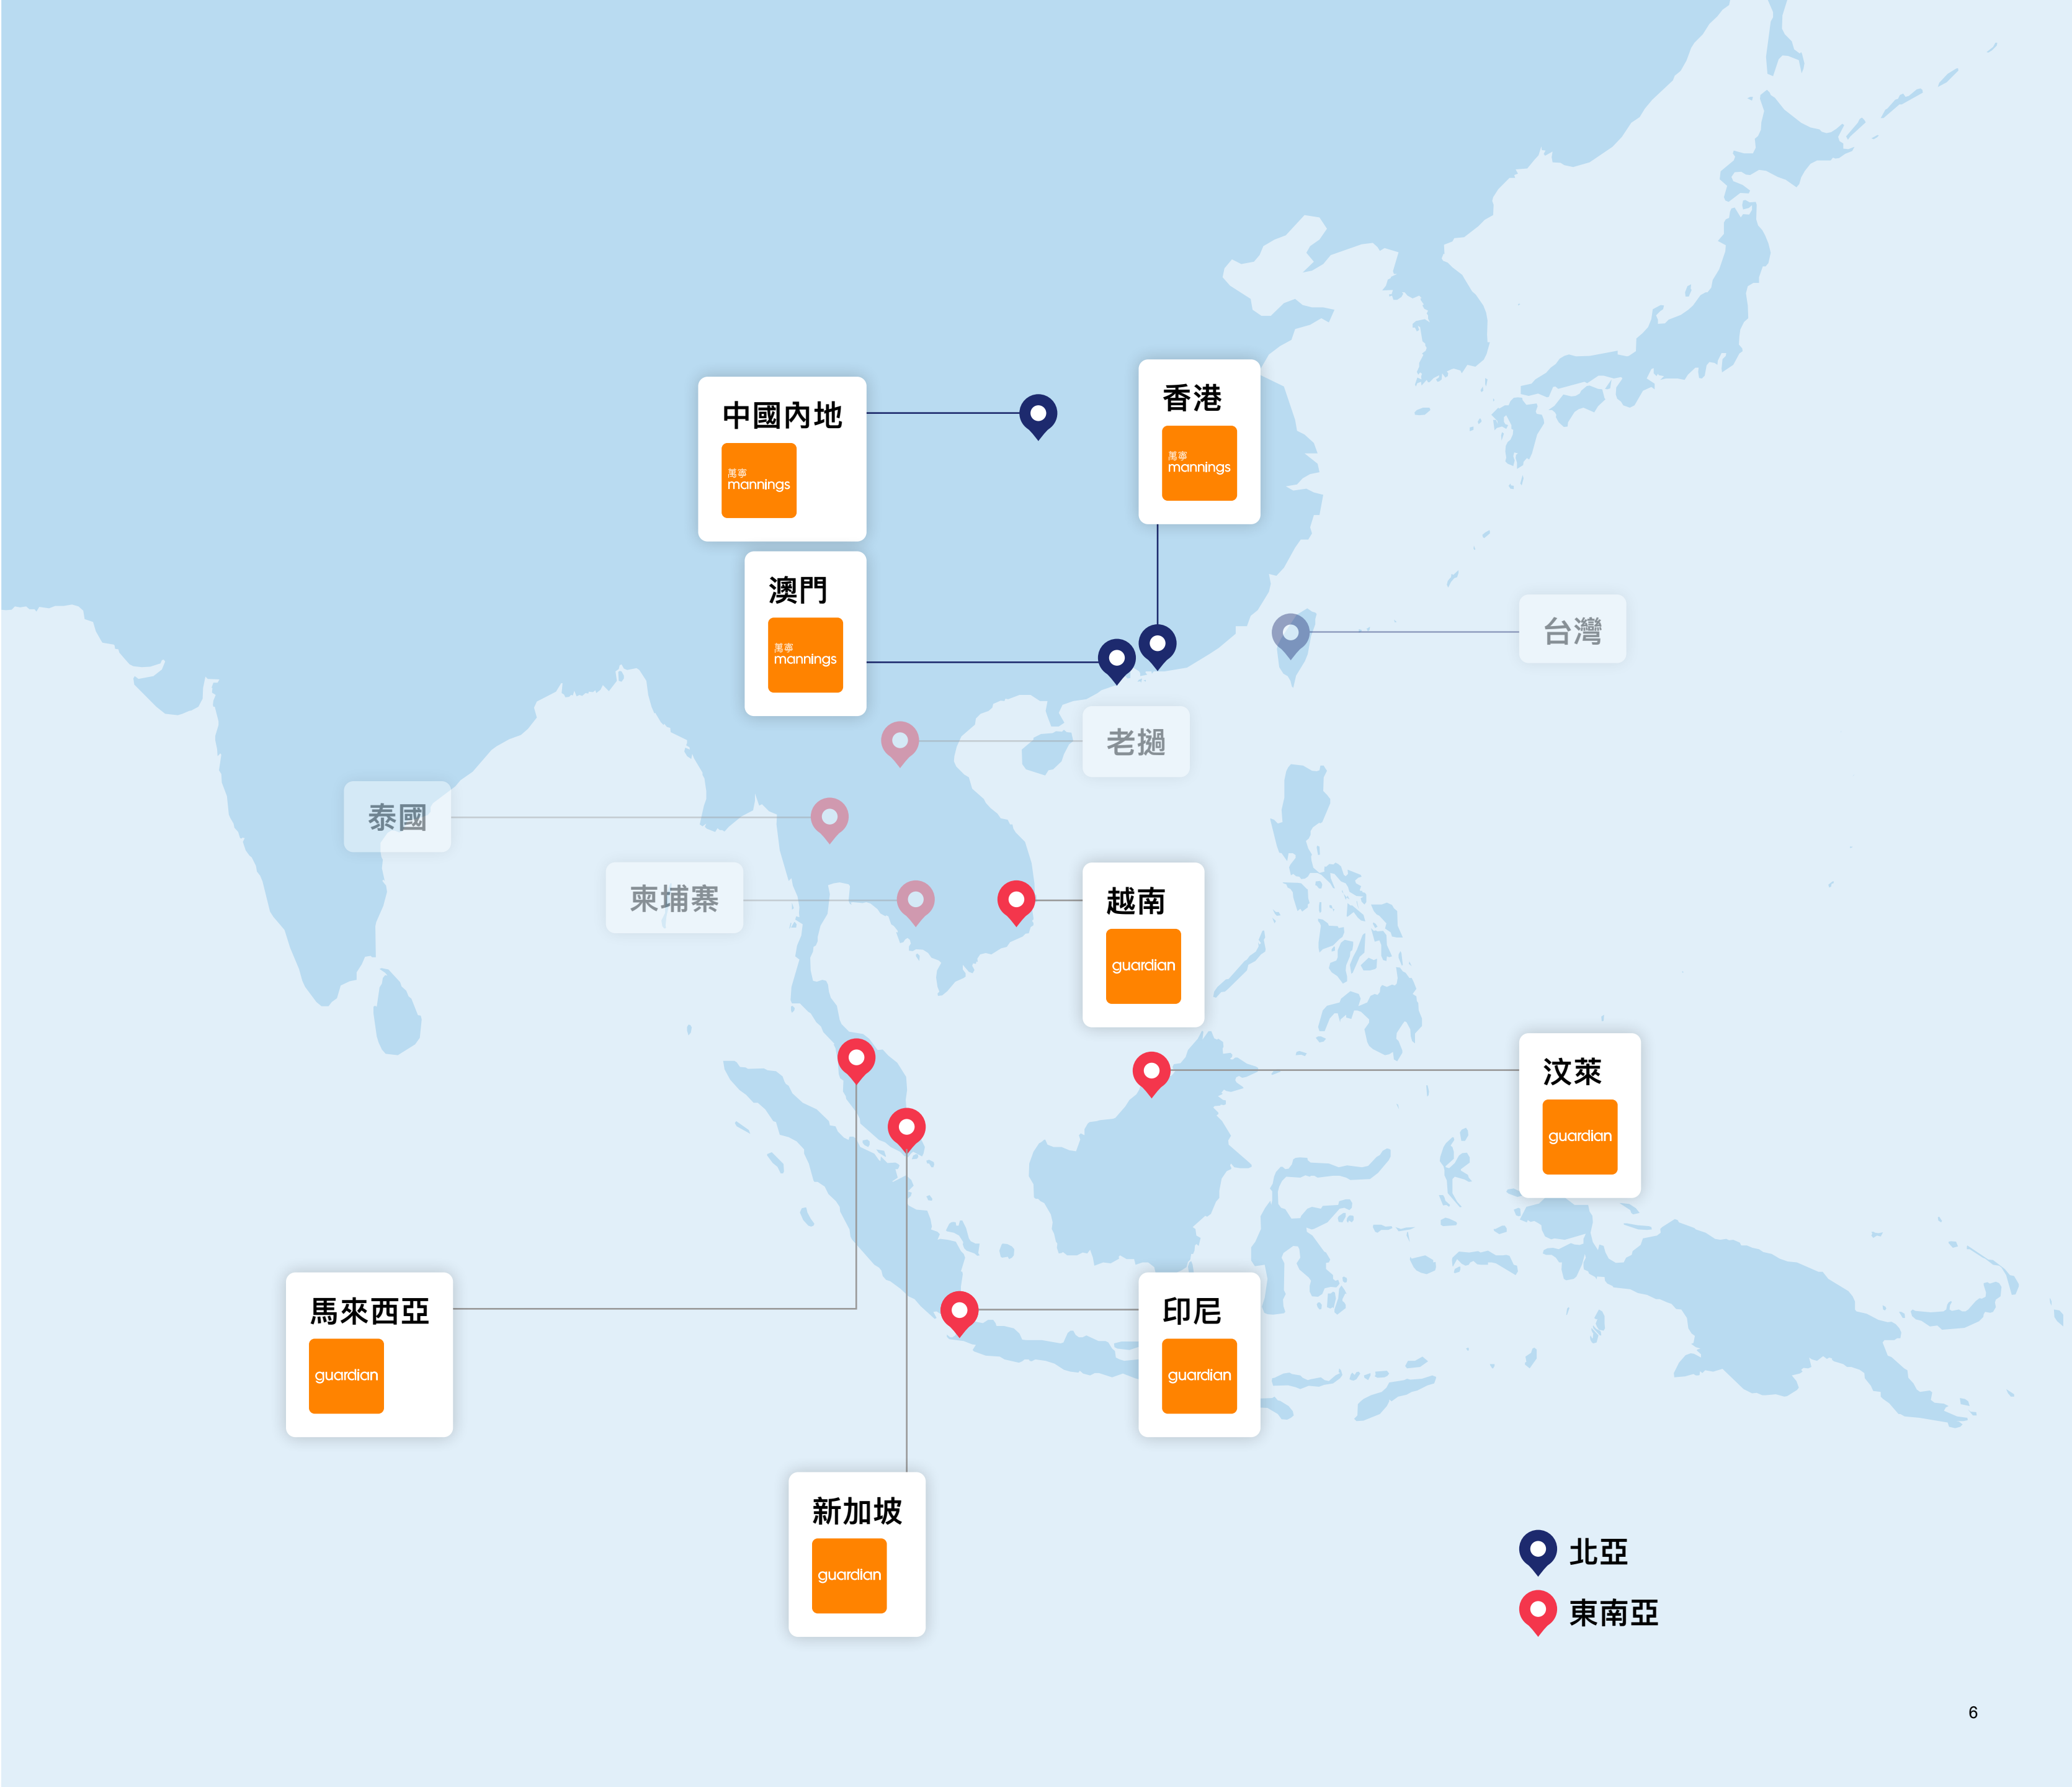 中國內地
萬寧
mannings
香港
萬寧
mannings
澳門
萬寧
mannings
台灣
老撾
泰國
柬埔寨
越南
guardian
汶萊
guardian
馬來西亞
guardian
印尼
guardian
新加坡
guardian
北亞
東南亞
6